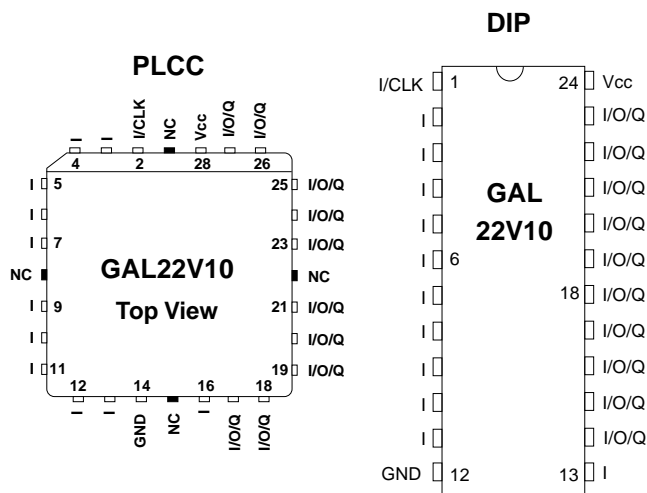 PLCC
I
I
I/CLK
NC
Vcc
I/O/Q
I/O/Q
4
2
28
26
I 5 25 I/O/Q
I I/O/Q
I 7 23 I/O/Q
NC GAL22V10 NC
I 9 Top View 21 I/O/Q
I I/O/Q
I 11 19 I/O/Q
12 14 16 18
I
I
GND
NC
I
I/O/Q
I/O/Q
DIP
I/CLK 1 24 Vcc
I I/O/Q
I I/O/Q
I GAL I/O/Q
I 22V10 I/O/Q
I 6 I/O/Q
I 18 I/O/Q
I I/O/Q
I I/O/Q
I I/O/Q
I I/O/Q
GND 12 13 I